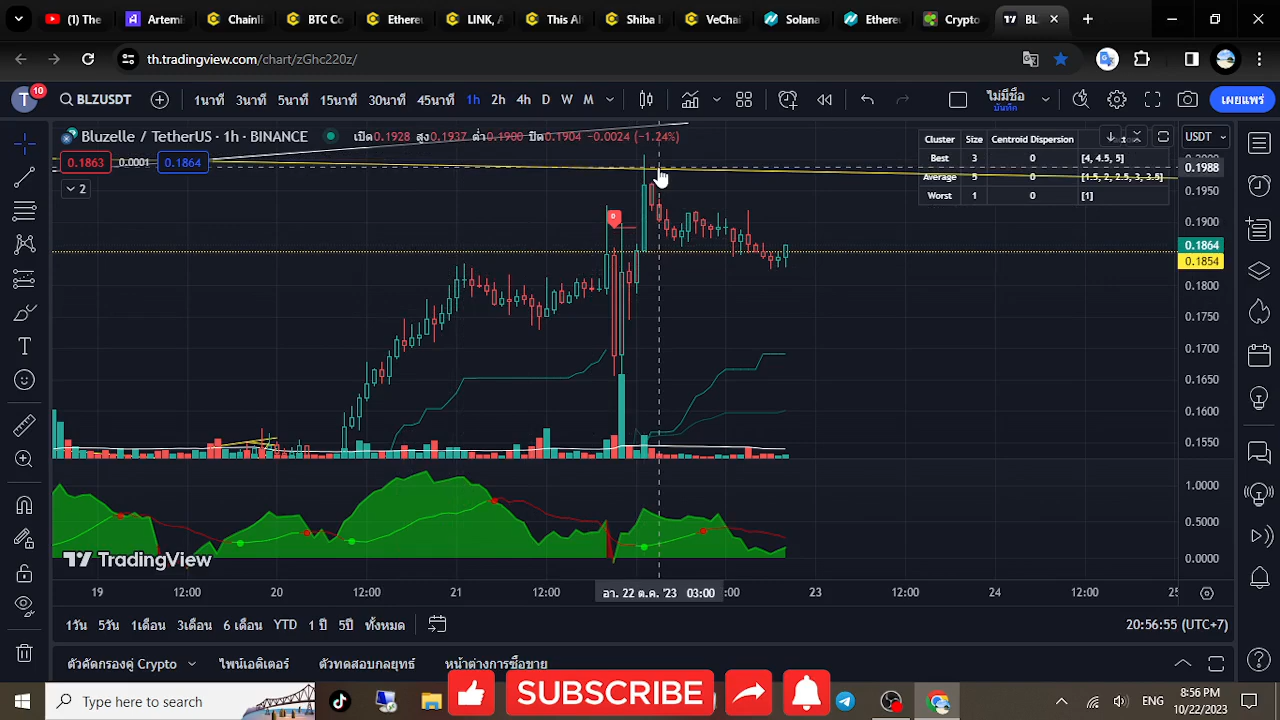 (1) The
Artemi
Chainli
BTC Co
Ethere
LINK, A
This Al
Shiba I
VeChai
Solana
Ethere
Crypto
BL
th.tradingview.com/chart/zGhc220z/
T
10
BLZUSDT
1นาที
3นาที
5นาที
15นาที
30นาที
45นาที
1h
2h
4h
D
W
M
ไม่มีชื่อ
บันทึก
เผยแพร่
Bluzelle / TetherUS · 1h · BINANCE
เปิด0.1928 สูง0.1937 ต่ำ0.1900 ปิด0.1904 -0.0024 (-1.24%)
0.1863
0.0001
0.1864
2
Cluster Size Centroid Dispersion
Best 3 0 [4, 4.5, 5]
Average 5 0 [1.5, 2, 2.5, 3, 3.5]
Worst 1 0 [1]
USDT
0.1988
0.1950
0.1900
0.1864
0.1854
0.1800
0.1750
0.1700
0.1650
0.1600
0.1550
1.0000
0.5000
0.0000
0
TradingView
19
12:00
20
12:00
21
12:00
อา. 22 ต.ค. '23 03:00
:00
23
12:00
24
12:00
25
1วัน
5วัน
1เดือน
3เดือน
6 เดือน
YTD
1 ปี
5ปี
ทั้งหมด
20:56:55 (UTC+7)
ตัวคัดกรองคู่ Crypto
ไพน์เอดิเตอร์
ตัวทดสอบกลยุทธ์
หน้าต่างการซื้อขาย
SUBSCRIBE
Type here to search
ENG
8:56 PM
10/22/2023